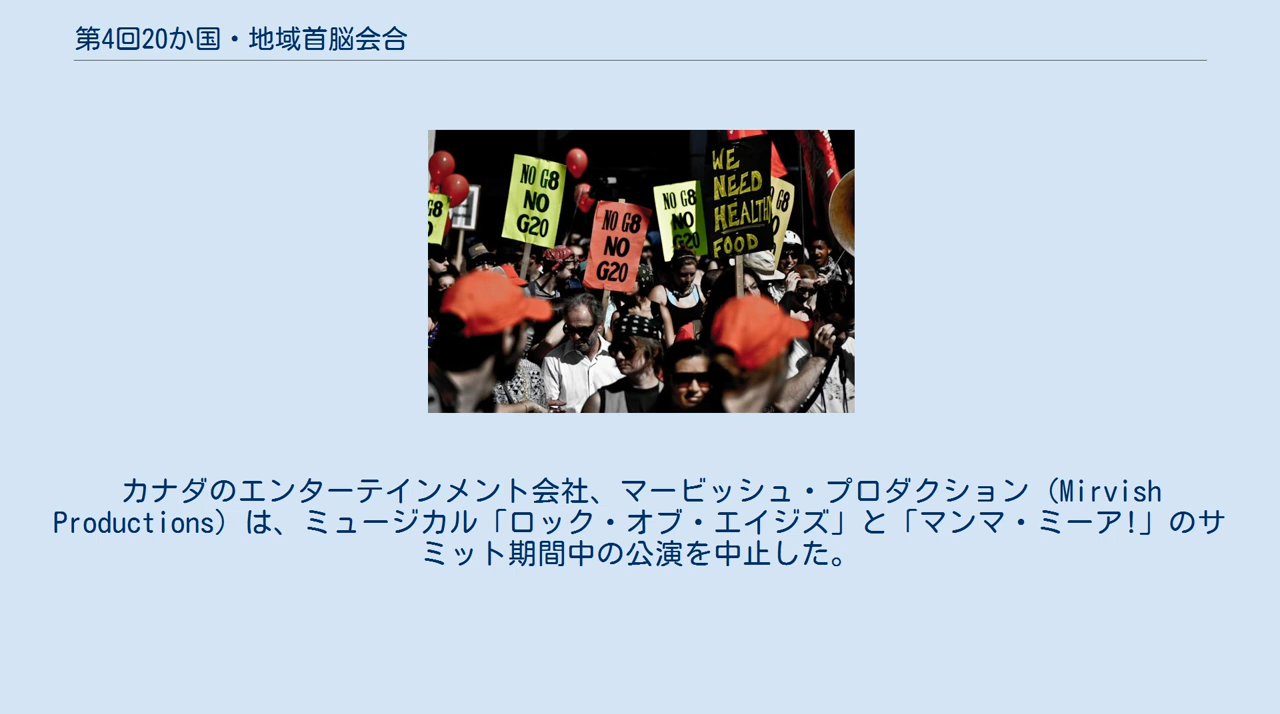 第4回20か国・地域首脳会合
NO G8
NO
G20
NO G8
NO
G20
NO G8
NO
G20
WE
NEED
HEALTHY
FOOD
G8
G8
カナダのエンターテインメント会社、マービッシュ・プロダクション（Mirvish
Productions）は、ミュージカル「ロック・オブ・エイジズ」と「マンマ・ミーア!」のサ
ミット期間中の公演を中止した。